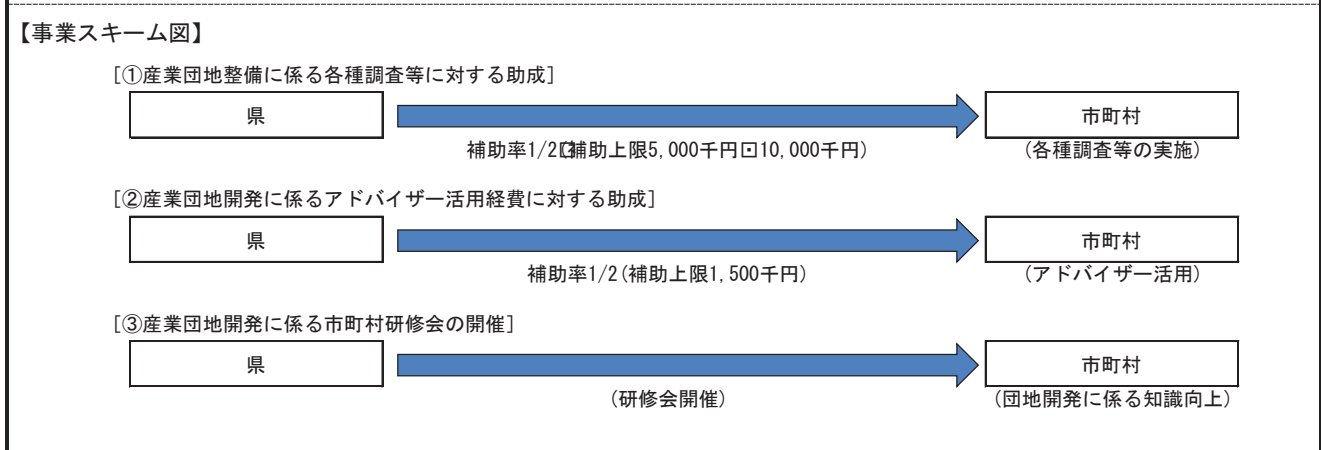 【事業スキーム図】
[①産業団地整備に係る各種調査等に対する助成]
県
市町村
補助率1/2(補助上限5,000千円 10,000千円)
(各種調査等の実施)
[②産業団地開発に係るアドバイザー活用経費に対する助成]
県
市町村
補助率1/2(補助上限1,500千円)
(アドバイザー活用)
[③産業団地開発に係る市町村研修会の開催]
県
市町村
(研修会開催)
(団地開発に係る知識向上)